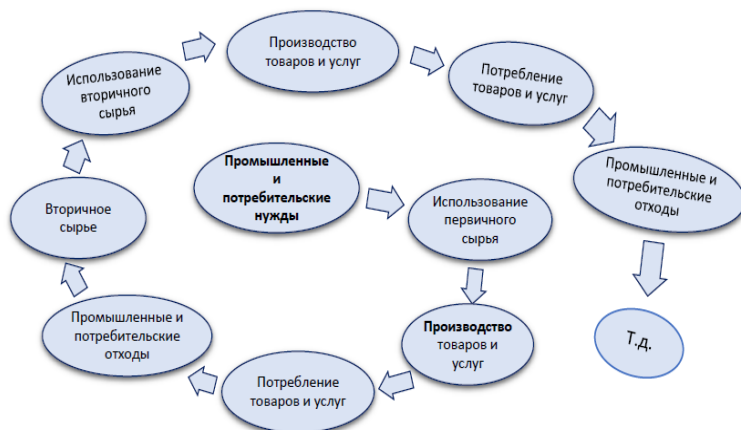 Промышленные
и
потребительские
нужды
Использование
первичного
сырья
Производство
товаров и
услуг
Потребление
товаров и услуг
Промышленные и
потребительские
отходы
Вторичное
сырье
Использование
вторичного
сырья
Производство
товаров и услуг
Потребление
товаров и услуг
Промышленные и
потребительские
отходы
Т.д.